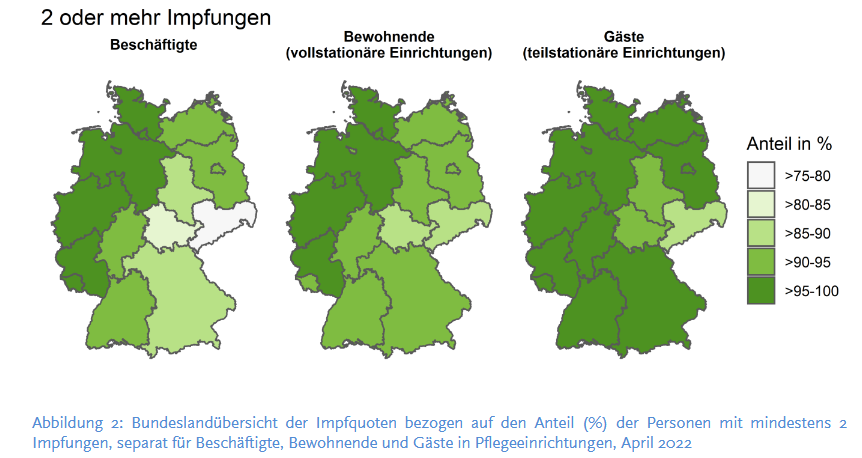 2 oder mehr Impfungen
Beschäftigte
Bewohnende
(vollstationäre Einrichtungen)
Gäste
(teilstationäre Einrichtungen)
Anteil in %
>75-80
>80-85
>85-90
>90-95
>95-100
Abbildung 2: Bundeslandübersicht der Impfquoten bezogen auf den Anteil (%) der Personen mit mindestens 2
Impfungen, separat für Beschäftigte, Bewohnende und Gäste in Pflegeeinrichtungen, April 2022